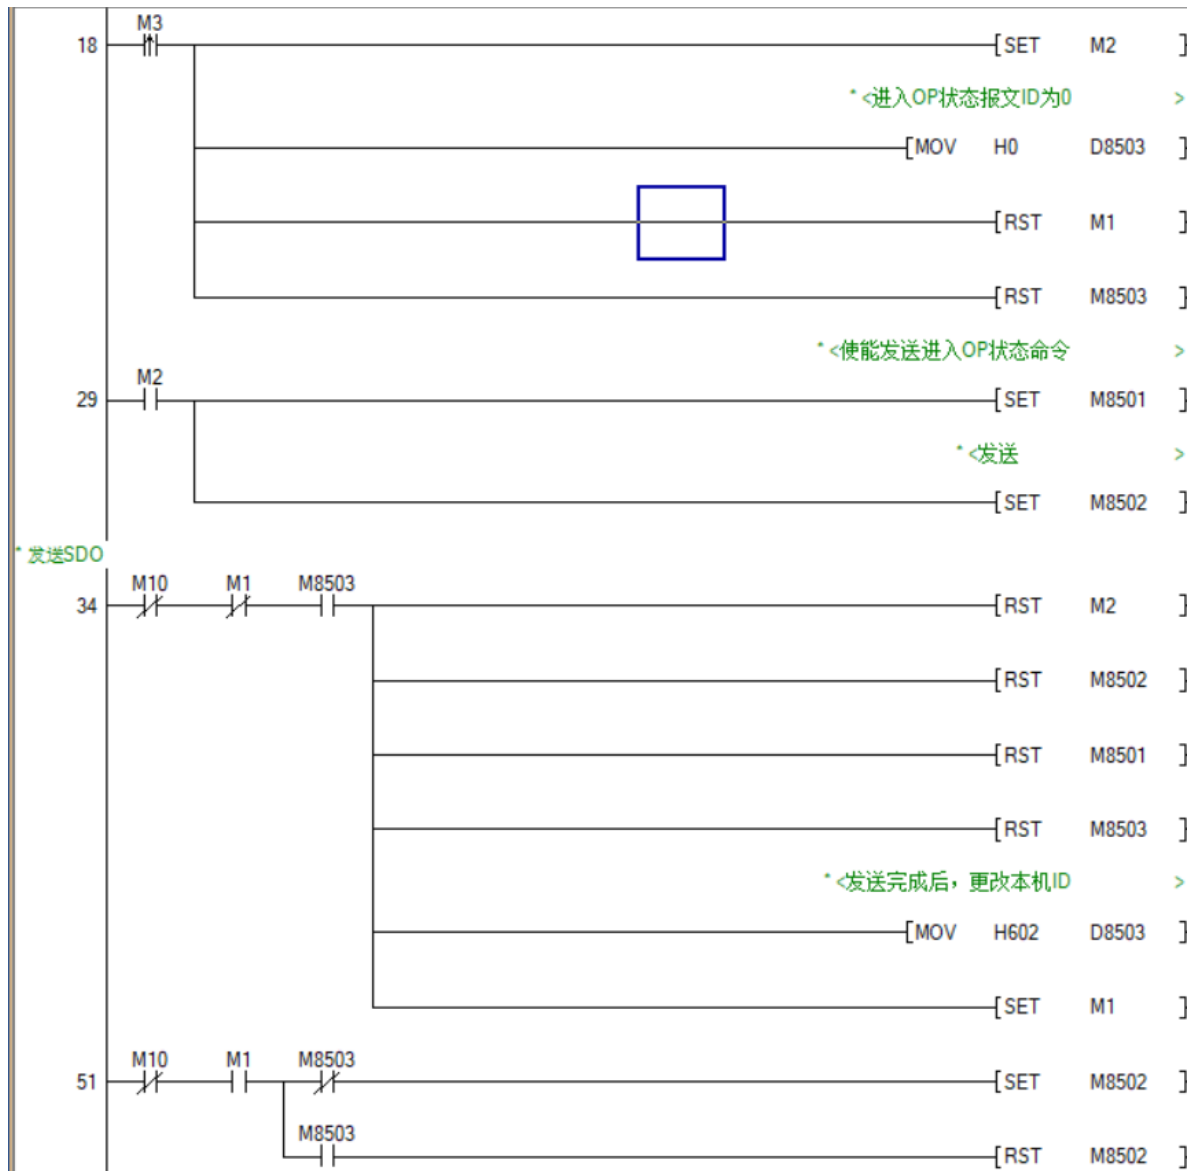 M3
18 [SET M2 ]
* <进入OP状态报文ID为0 >
[MOV H0 D8503 ]
[RST M1 ]
[RST M8503 ]
* <使能发送进入OP状态命令 >
M2
29 [SET M8501 ]
* <发送 >
[SET M8502 ]
* 发送SDO
M10 M1 M8503
34 [RST M2 ]
[RST M8502 ]
[RST M8501 ]
[RST M8503 ]
* <发送完成后，更改本机ID >
[MOV H602 D8503 ]
[SET M1 ]
M10 M1 M8503
51 [SET M8502 ]
M8503
[RST M8502 ]